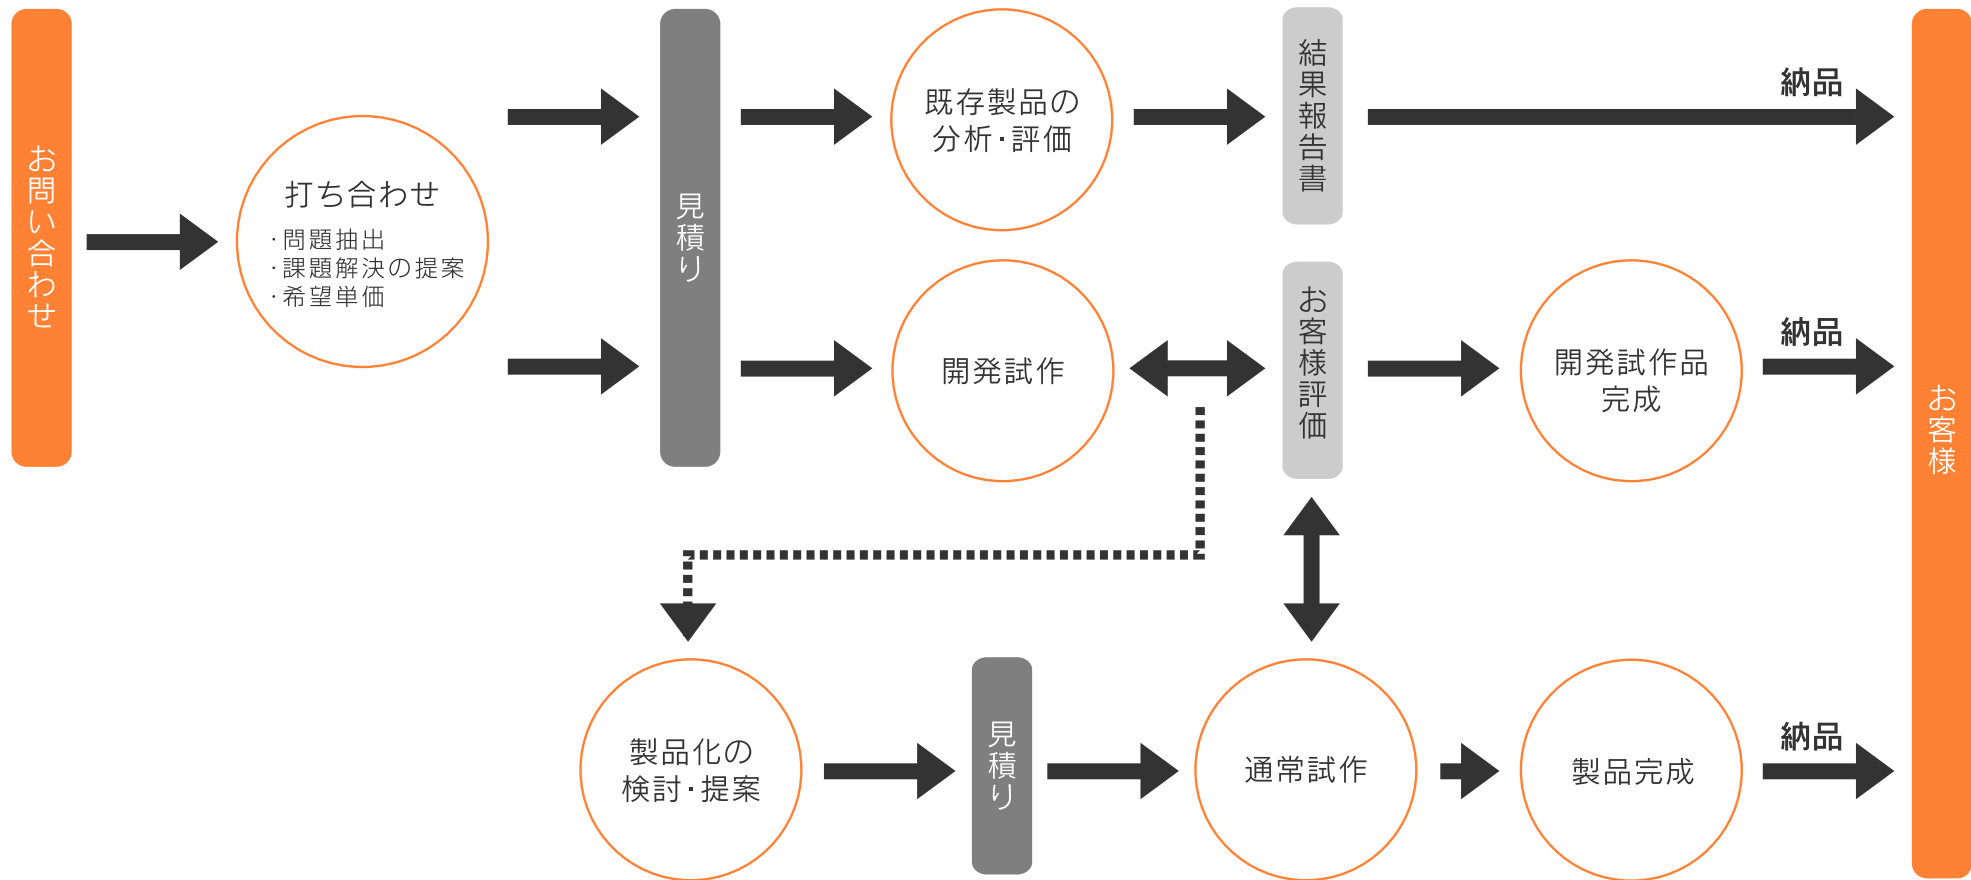 お問い合わせ
打ち合わせ
・問題抽出
・課題解決の提案
・希望単価
見積り
既存製品の
分析・評価
結果報告書
納品
開発試作
お客様評価
開発試作品
完成
納品
お客様
製品化の
検討・提案
見積り
通常試作
製品完成
納品